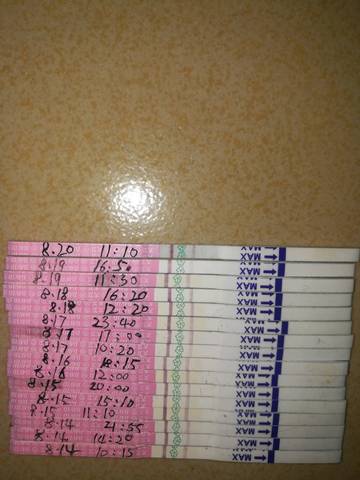 8.20 11:10 MAX
8.19 16:50 MAX
8.19 11:30 MAX
8.18 16:20 MAX
8.18 12:20 MAX
8.17 23:40 MAX
8.17 17:00 MAX
8.17 10:20 MAX
8.16 18:15 MAX
8.16 12:00 MAX
8.15 20:00 MAX
8.15 15:10 MAX
8.15 11:10 MAX
8.14 21:55 MAX
8.14 14:20 MAX
8.14 10:15 MAX